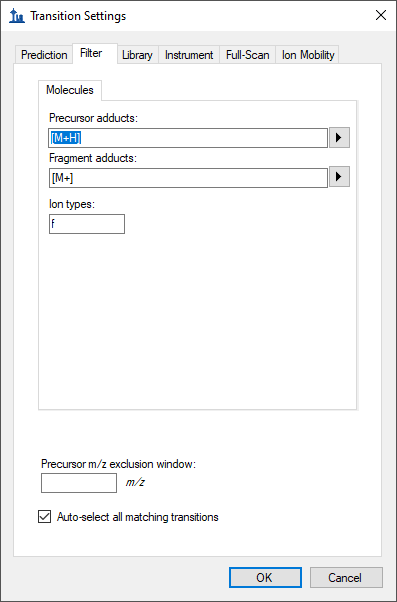 Transition Settings
Prediction Filter Library Instrument Full-Scan Ion Mobility
Molecules
Precursor adducts:
[M+H]
Fragment adducts:
[M+]
Ion types:
f
Precursor m/z exclusion window:
m/z
Auto-select all matching transitions
OK Cancel